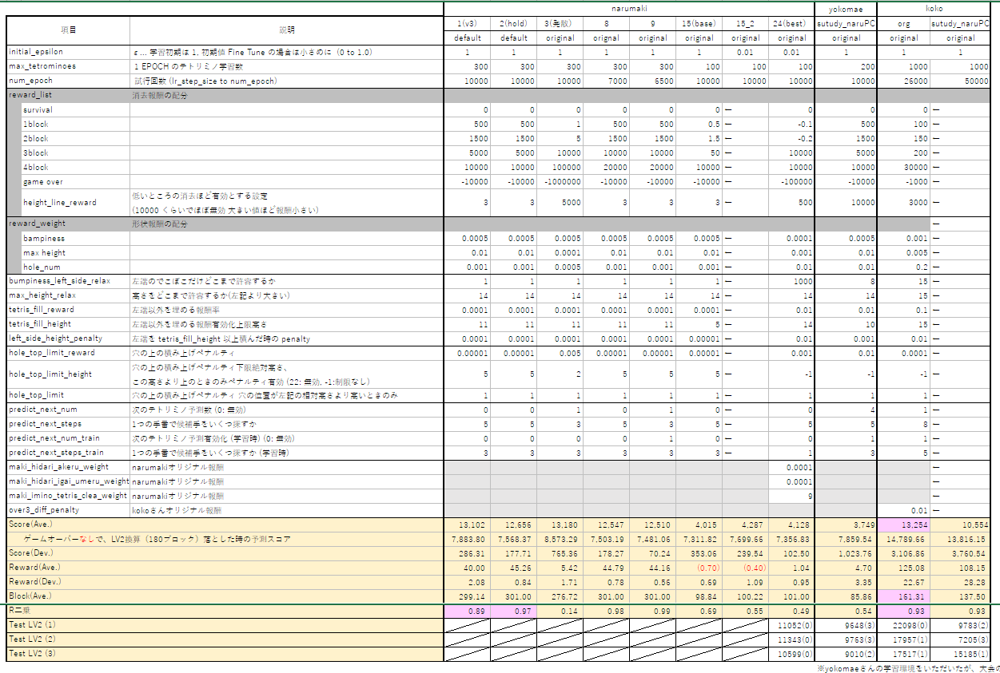 narumaki yokomae koko
項目 説明 1(v3) 2(hold) 3(発散) 8 9 15(base) 15_2 24(best) sutudy_naruPC org sutudy_naruPC
default default original orignal original original original original original original original
initial_epsilon ε... 学習初期は 1, 初期値 Fine Tune の場合は小さめに (0 to 1.0) 1 1 1 1 1 1 0.01 0.01 1 1 1
max_tetrominoes 1 EPOCH のテトリミノ学習数 300 300 300 300 300 100 100 100 200 1000 1000
num_epoch 試行回数 (lr_step_size to num_epoch) 10000 10000 10000 7000 6500 10000 10000 10000 10000 26000 50000
reward_list 消去報酬の配分
survival 0 0 0 0 0 0 ー 0 0 0 ー
1block 500 500 1 500 500 0.5 ー -0.1 500 100 ー
2block 1500 1500 5 1500 1500 1.5 ー -0.2 1500 150 ー
3block 5000 5000 10000 10000 10000 50 ー 10000 5000 200 ー
4block 10000 10000 100000 20000 20000 10000 ー 10000 10000 30000 ー
game over -10000 -10000 -1000000 -10000 -10000 -10000 ー -100000 -10000 -1000 ー
height_line_reward 低いところの消去ほど有効とする設定
(10000 くらいでほぼ無効 大きい値ほど報酬小さい) 3 3 5000 3 3 3 ー 500 10000 3000 ー
reward_weight 形状報酬の配分 ー
bampiness 0.0005 0.0005 0.0005 0.0005 0.0005 0.0005 ー 0.0001 0.0005 0.001 ー
max height 0.01 0.01 0.0001 0.01 0.01 0.01 ー 0.001 0.01 0.005 ー
hole_num 0.001 0.001 0.0005 0.001 0.001 0.001 ー 0.01 0.01 0.2 ー
bumpiness_left_side_relax 左端のでこぼこだけどこまで許容するか 1 1 1 1 1 1 ー 1000 8 15 ー
max_height_relax 高さをどこまで許容するか(左記より大きい) 14 14 14 14 14 14 ー 14 14 15 ー
tetris_fill_reward 左端以外を埋める報酬率 0.0001 0.0001 0.0001 0.0001 0.0001 0.0001 ー 0.01 0.01 0.1 ー
tetris_fill_height 左端以外を埋める報酬有効化上限高さ 11 11 11 11 11 5 ー 14 10 15 ー
left_side_height_penalty 左端を tetris_fill_height 以上積んだ時の penalty 0.0001 0.0001 0.0001 0.0001 0.0001 0.00001 ー 0.01 0.01 0.001 ー
hole_top_limit_reward 穴の上の積み上げペナルティ 0.00001 0.00001 0.005 0.00001 0.00001 0.00001 ー 0.001 0.01 0.0001 ー
hole_top_limit_height 穴の上の積み上げペナルティ下限絶対高さ、
この高さより上のときのみペナルティ有効 (22: 無効, -1:制限なし) 5 5 2 5 5 5 ー -1 -1 -1 ー
hole_top_limit 穴の上の積み上げペナルティ 穴の位置が左記の相対高さより高いときのみ 1 1 1 1 1 1 ー 1 1 1 ー
predict_next_num 次のテトリミノ予測数 (0: 無効) 0 0 1 0 1 0 ー 0 4 1 ー
predict_next_steps 1つの手番で候補手をいくつ探すか 5 5 3 5 3 5 ー 5 5 8 ー
predict_next_num_train 次のテトリミノ予測有効化 (学習時) (0: 無効) 0 0 0 0 1 0 ー 0 1 1 ー
predict_next_steps_train 1つの手番で候補手をいくつ探すか (学習時) 3 3 3 3 3 3 ー 1 3 5 ー
maki_hidari_akeru_weight narumakiオリジナル報酬 0.0001 ー
maki_hidari_igai_umeru_weight narumakiオリジナル報酬 0.0001 ー
maki_imino_tetris_clea_weight narumakiオリジナル報酬 9 ー
over3_diff_penalty kokoさんオリジナル報酬 0.01 ー
Score(Ave.) 13,102 12,656 13,180 12,547 12,510 4,015 4,287 4,128 3,749 13,254 10,554
ゲームオーバーなしで、LV2換算(180ブロック)落とした時の予測スコア 7,883.80 7,568.37 8,573.29 7,503.19 7,481.06 7,311.82 7,699.66 7,356.83 7,859.54 14,789.66 13,816.15
Score(Dev.) 286.31 177.71 765.36 178.27 70.24 353.06 239.54 102.50 1,023.76 3,106.86 3,760.54
Reward(Ave.) 40.00 45.26 5.42 44.79 44.16 (0.70) (0.40) 1.04 4.70 125.08 108.15
Reward(Dev.) 2.08 0.84 1.71 0.78 0.56 0.69 1.09 0.95 3.35 22.67 28.28
Block(Ave.) 299.14 301.00 276.72 301.00 301.00 98.84 100.22 101.00 85.86 161.31 137.50
R二乗 0.89 0.97 0.14 0.98 0.99 0.69 0.55 0.49 0.54 0.93 0.93
Test LV2 (1) 11052(0) 9648(3) 22098(0) 9783(2)
Test LV2 (2) 11343(0) 9763(3) 17957(1) 7205(3)
Test LV2 (3) 10599(0) 9010(2) 17517(1) 15185(1)
※yokomaeさんの学習環境をいただいたが、大会の